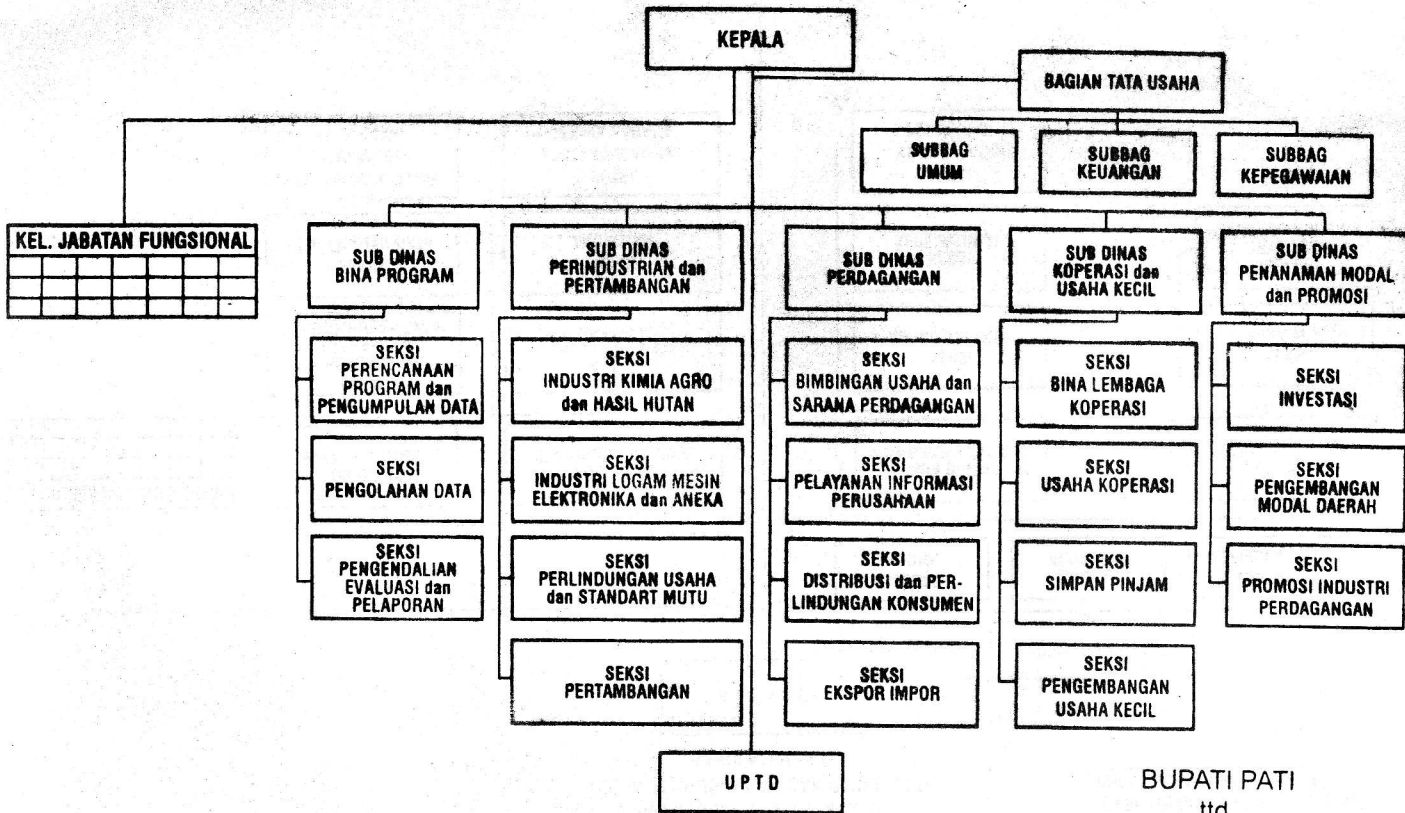 KEPALA
BAGIAN TATA USAHA
SUBBAG
UMUM
SUBBAG
KEUANGAN
SUBBAG
KEPEGAWAIAN
KEL. JABATAN FUNGSIONAL
SUB DINAS
BINA PROGRAM
SUB DINAS
PERINDUSTRIAN dan
PERTAMBANGAN
SUB DINAS
PERDAGANGAN
SUB DINAS
KOPERASI dan
USAHA KECIL
SUB DINAS
PENANAMAN MODAL
dan PROMOSI
SEKSI
PERENCANAAN
PROGRAM dan
PENGUMPULAN DATA
SEKSI
PENGOLAHAN DATA
SEKSI
PENGENDALIAN
EVALUASI dan
PELAPORAN
SEKSI
INDUSTRI KIMIA AGRO
dan HASIL HUTAN
SEKSI
INDUSTRI LOGAM MESIN
ELEKTRONIKA dan ANEKA
SEKSI
PERLINDUNGAN USAHA
dan STANDART MUTU
SEKSI
PERTAMBANGAN
SEKSI
BIMBINGAN USAHA dan
SARANA PERDAGANGAN
SEKSI
PELAYANAN INFORMASI
PERUSAHAAN
SEKSI
DISTRIBUSI dan PER-
LINDUNGAN KONSUMEN
SEKSI
EKSPOR IMPOR
SEKSI
BINA LEMBAGA
KOPERASI
SEKSI
USAHA KOPERASI
SEKSI
SIMPAN PINJAM
SEKSI
PENGEMBANGAN
USAHA KECIL
SEKSI
INVESTASI
SEKSI
PENGEMBANGAN
MODAL DAERAH
SEKSI
PROMOSI INDUSTRI
PERDAGANGAN
UPTD
BUPATI PATI
ttd